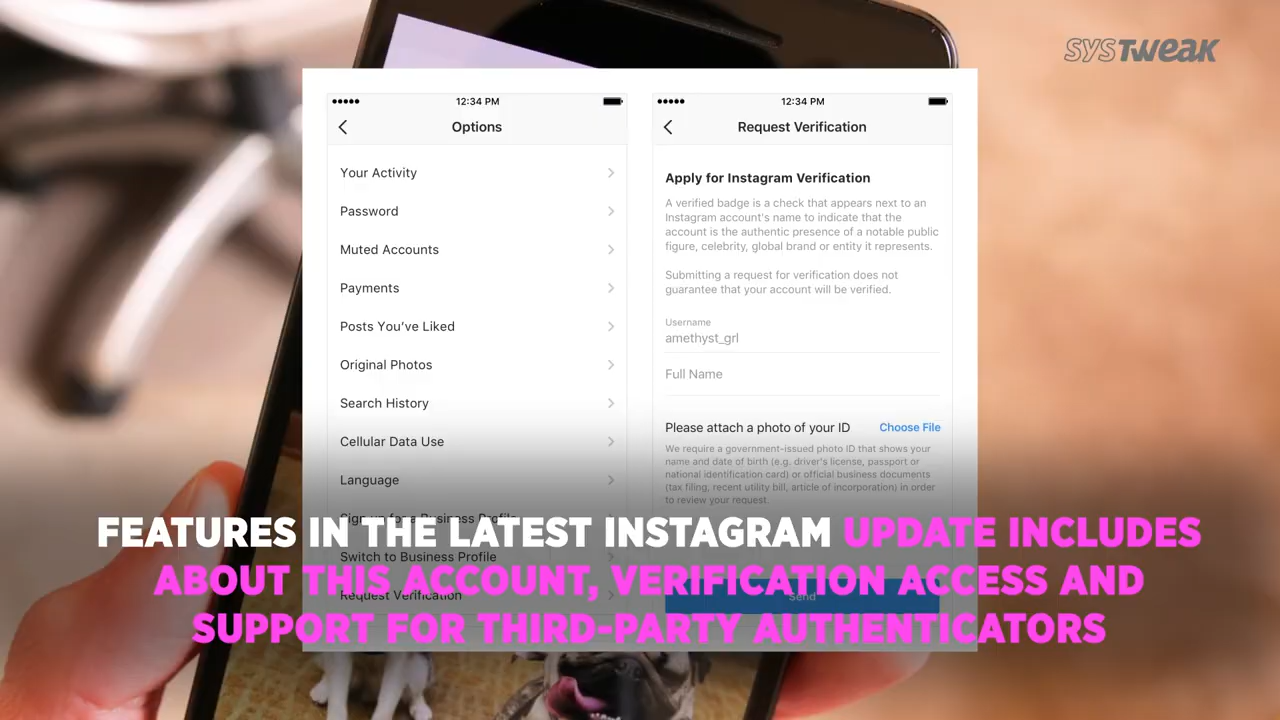 SYSTWEAK
12:34 PM
Options
Your Activity
Password
Muted Accounts
Payments
Posts You’ve Liked
Original Photos
Search History
Cellular Data Use
Language
Sign up for a Business Profile
Switch to Business Profile
Request Verification
12:34 PM
Request Verification
Apply for Instagram Verification
A verified badge is a check that appears next to an
Instagram account's name to indicate that the
account is the authentic presence of a notable public
figure, celebrity, global brand or entity it represents.
Submitting a request for verification does not
guarantee that your account will be verified.
Username
amethyst_grl
Full Name
Please attach a photo of your ID
Choose File
We require a government-issued photo ID that shows your
name and date of birth (e.g. driver's license, passport or
national identification card) or official business documents
(tax filing, recent utility bill, article of incorporation) in order
to review your request.
Send
FEATURES IN THE LATEST INSTAGRAM UPDATE INCLUDES
ABOUT THIS ACCOUNT, VERIFICATION ACCESS AND
SUPPORT FOR THIRD-PARTY AUTHENTICATORS